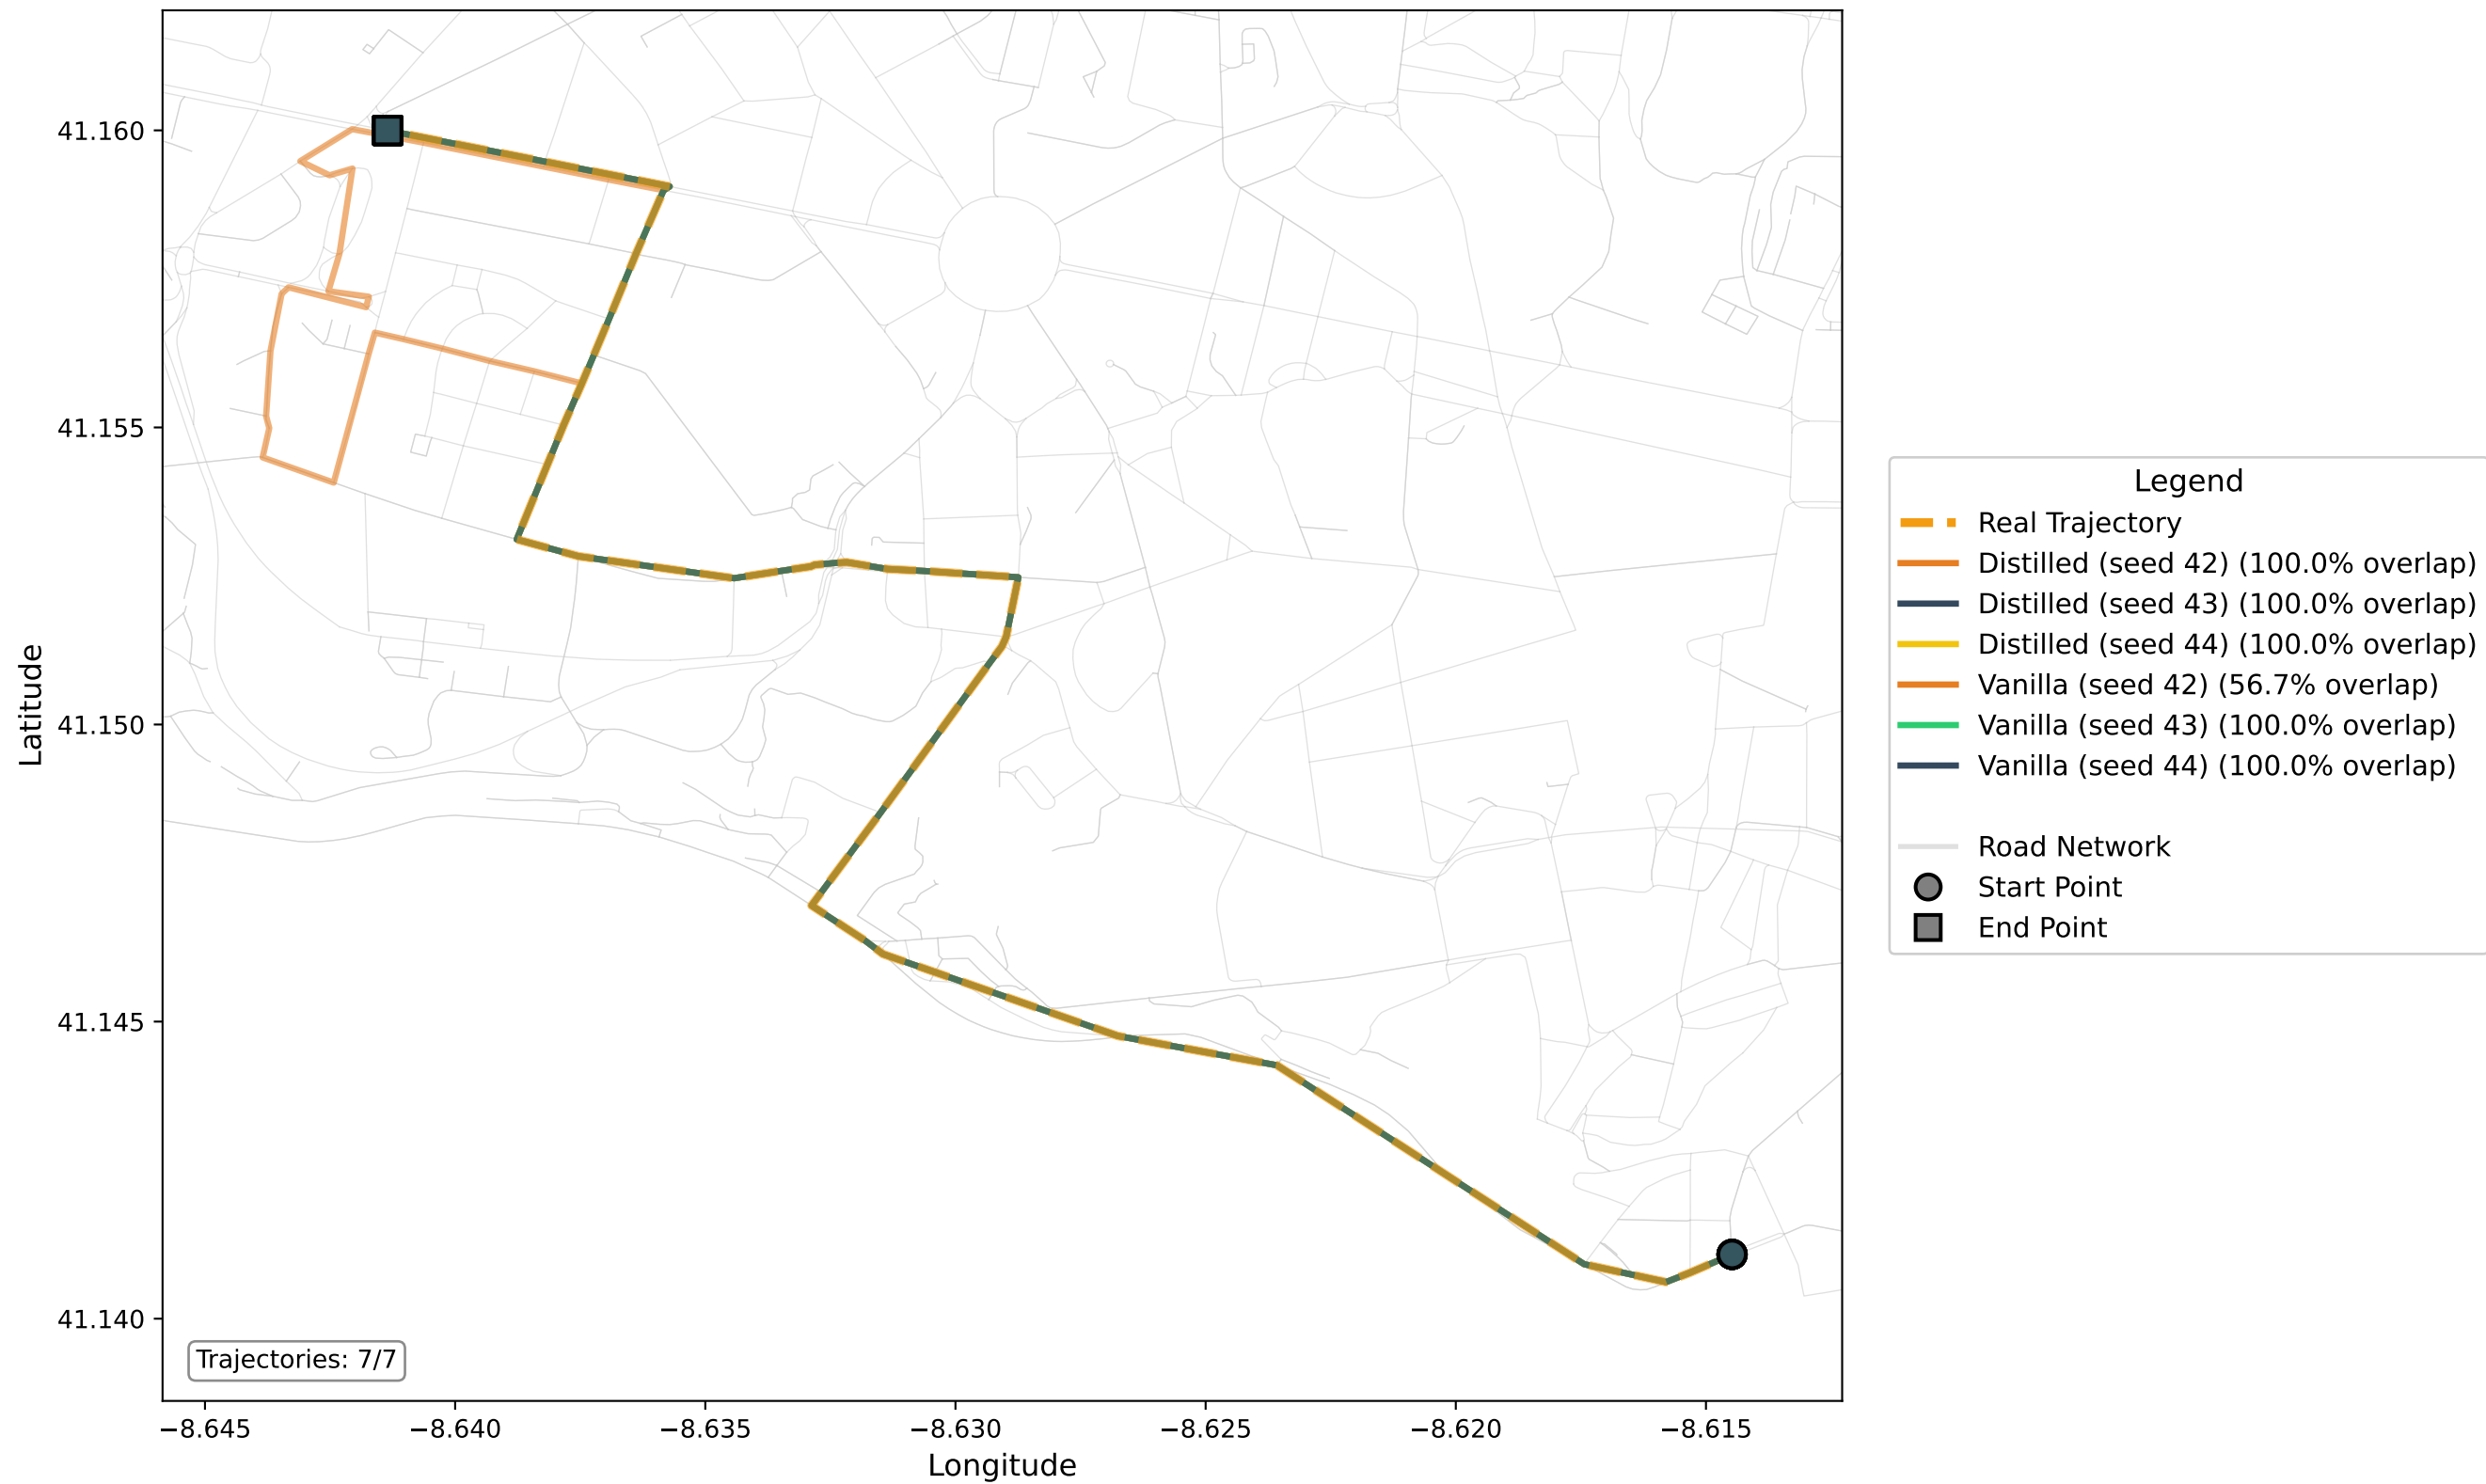 41.160
41.155
41.150
41.145
41.140
Latitude
−8.645
−8.640
−8.635
−8.630
−8.625
−8.620
−8.615
Longitude
Trajectories: 7/7
Legend
Real Trajectory
Distilled (seed 42) (100.0% overlap)
Distilled (seed 43) (100.0% overlap)
Distilled (seed 44) (100.0% overlap)
Vanilla (seed 42) (56.7% overlap)
Vanilla (seed 43) (100.0% overlap)
Vanilla (seed 44) (100.0% overlap)
Road Network
Start Point
End Point